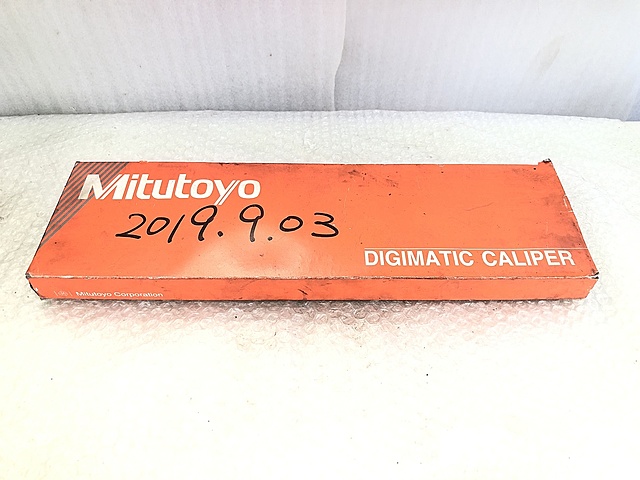 Mitutoyo
2019.9.03
DIGIMATIC CALIPER
Mitutoyo Corporation